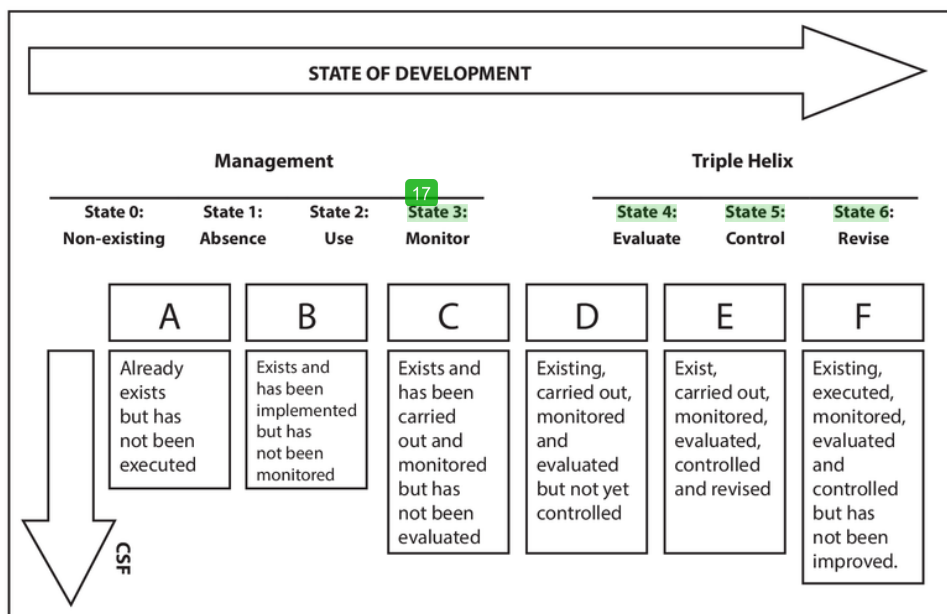 STATE OF DEVELOPMENT
Management
Triple Helix
17
State 0:
Non-existing
State 1:
Absence
State 2:
Use
State 3:
Monitor
State 4:
Evaluate
State 5:
Control
State 6:
Revise
A
Already
exists
but has
not been
executed
B
Exists and
has been
implemented
but has
not been
monitored
C
Exists and
has been
carried
out and
monitored
but has
not been
evaluated
D
Existing,
carried out,
monitored
and
evaluated
but not yet
controlled
E
Exist,
carried out,
monitored,
evaluated,
controlled
and revised
F
Existing,
executed,
monitored,
evaluated
and
controlled
but has
not been
improved.
CSF